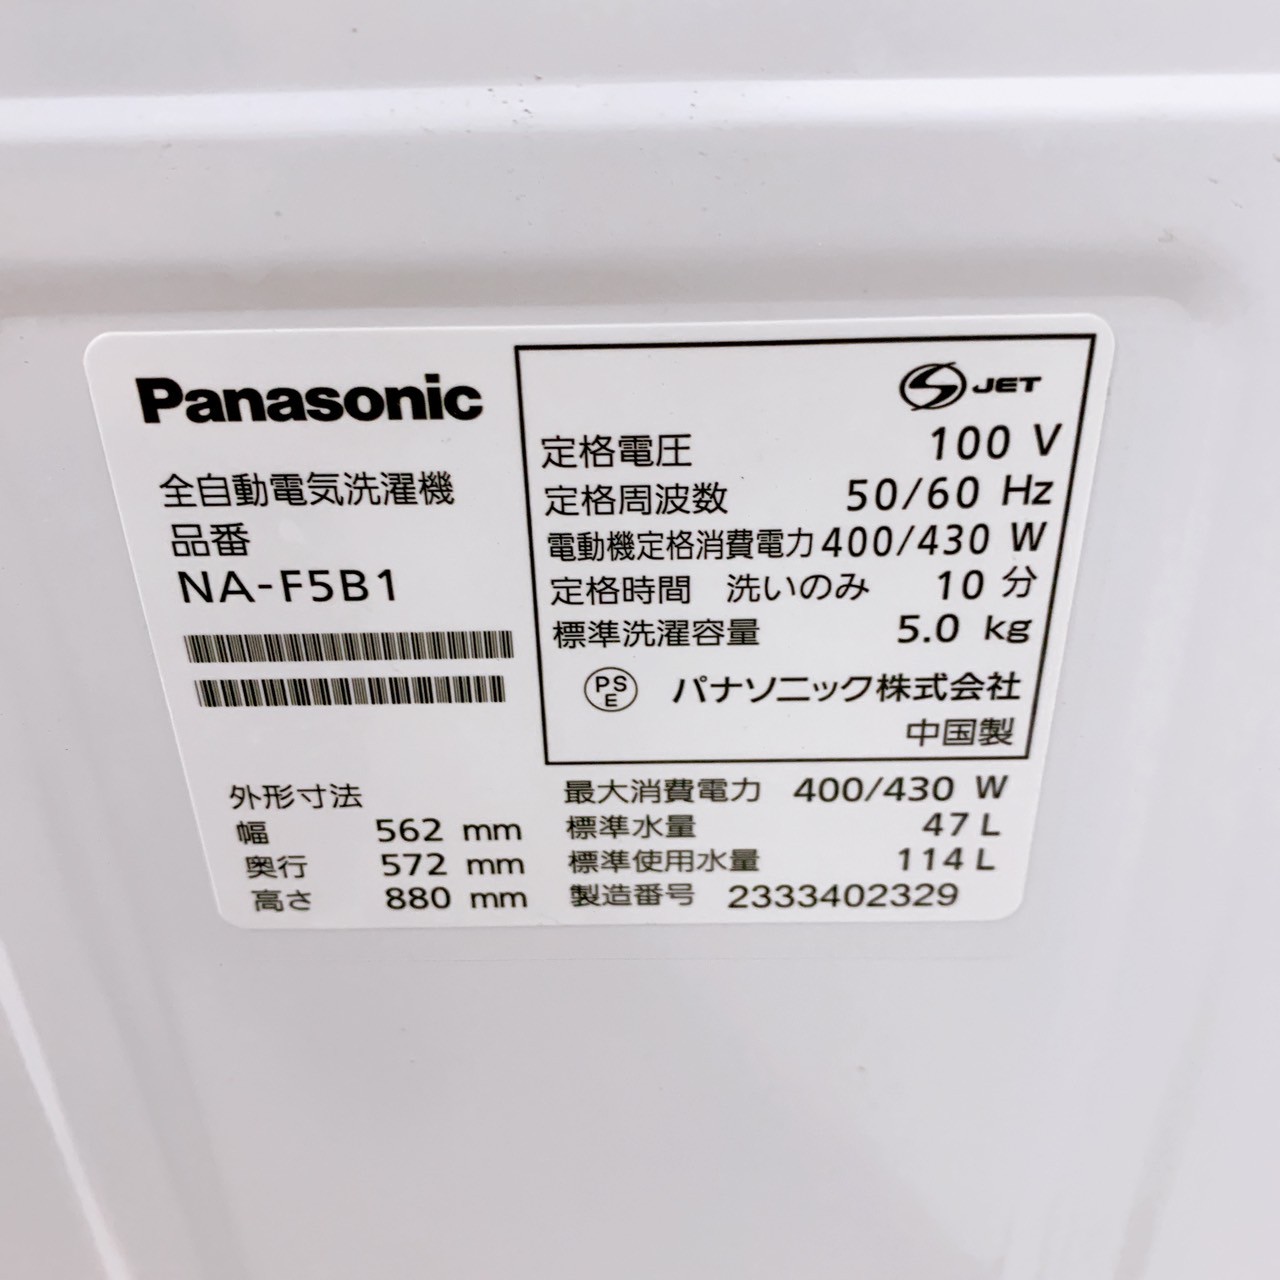 Panasonic
全自動電気洗濯機
品番
NA-F5B1
S JET
定格電圧 100 V
定格周波数 50/60 Hz
電動機定格消費電力 400/430 W
定格時間 洗いのみ 10 分
標準洗濯容量 5.0 kg
PS E パナソニック株式会社
中国製
外形寸法
幅 562 mm
奥行 572 mm
高さ 880 mm
最大消費電力 400/430 W
標準水量 47 L
標準使用水量 114 L
製造番号 2333402329